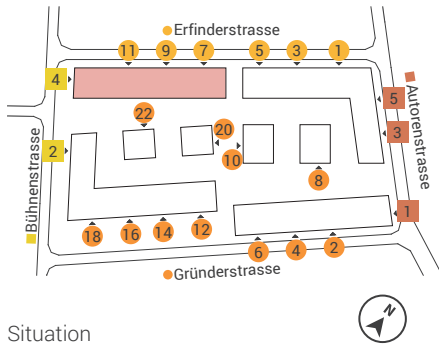 Erfinderstrasse
11 9 7 5 3 1
4
5
22
20
3
2
10
8
Autorenstrasse
Bühnenstrasse
1
18 16 14 12
6 4 2
Gründerstrasse
N
Situation